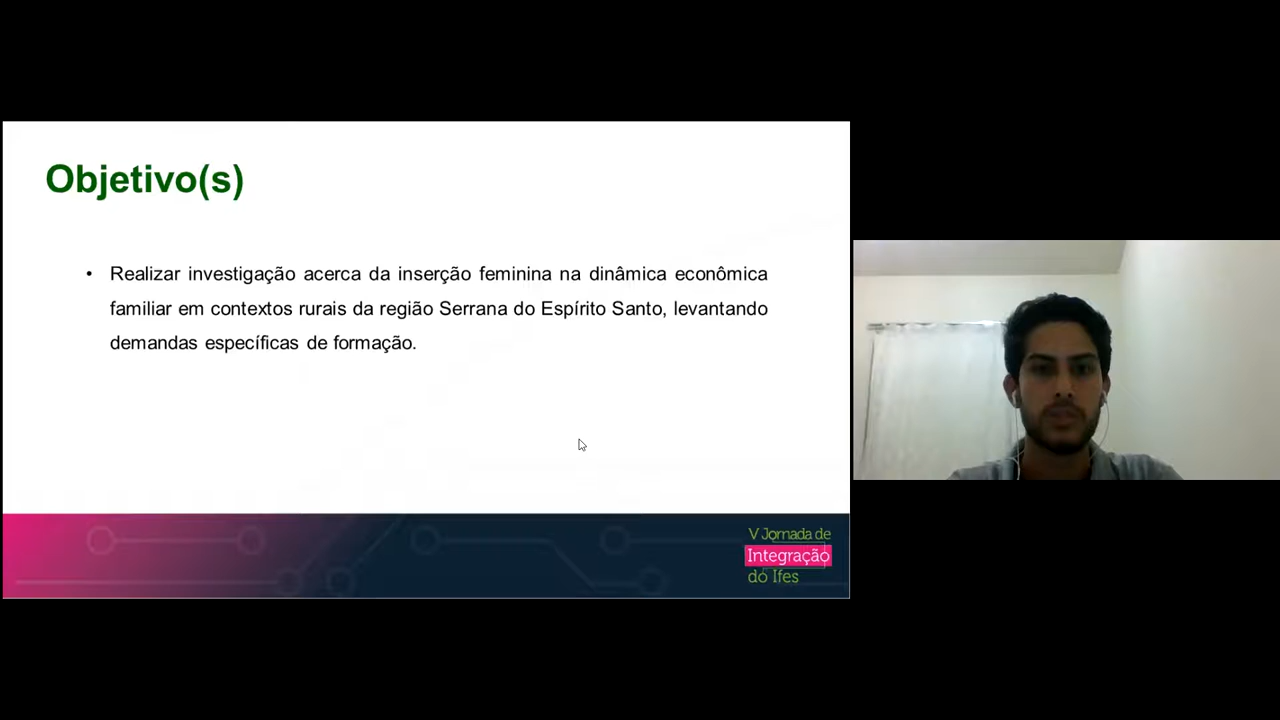 Objetivo(s)
• Realizar investigação acerca da inserção feminina na dinâmica econômica
familiar em contextos rurais da região Serrana do Espírito Santo, levantando
demandas específicas de formação.
V Jornada de
Integração
do Ifes